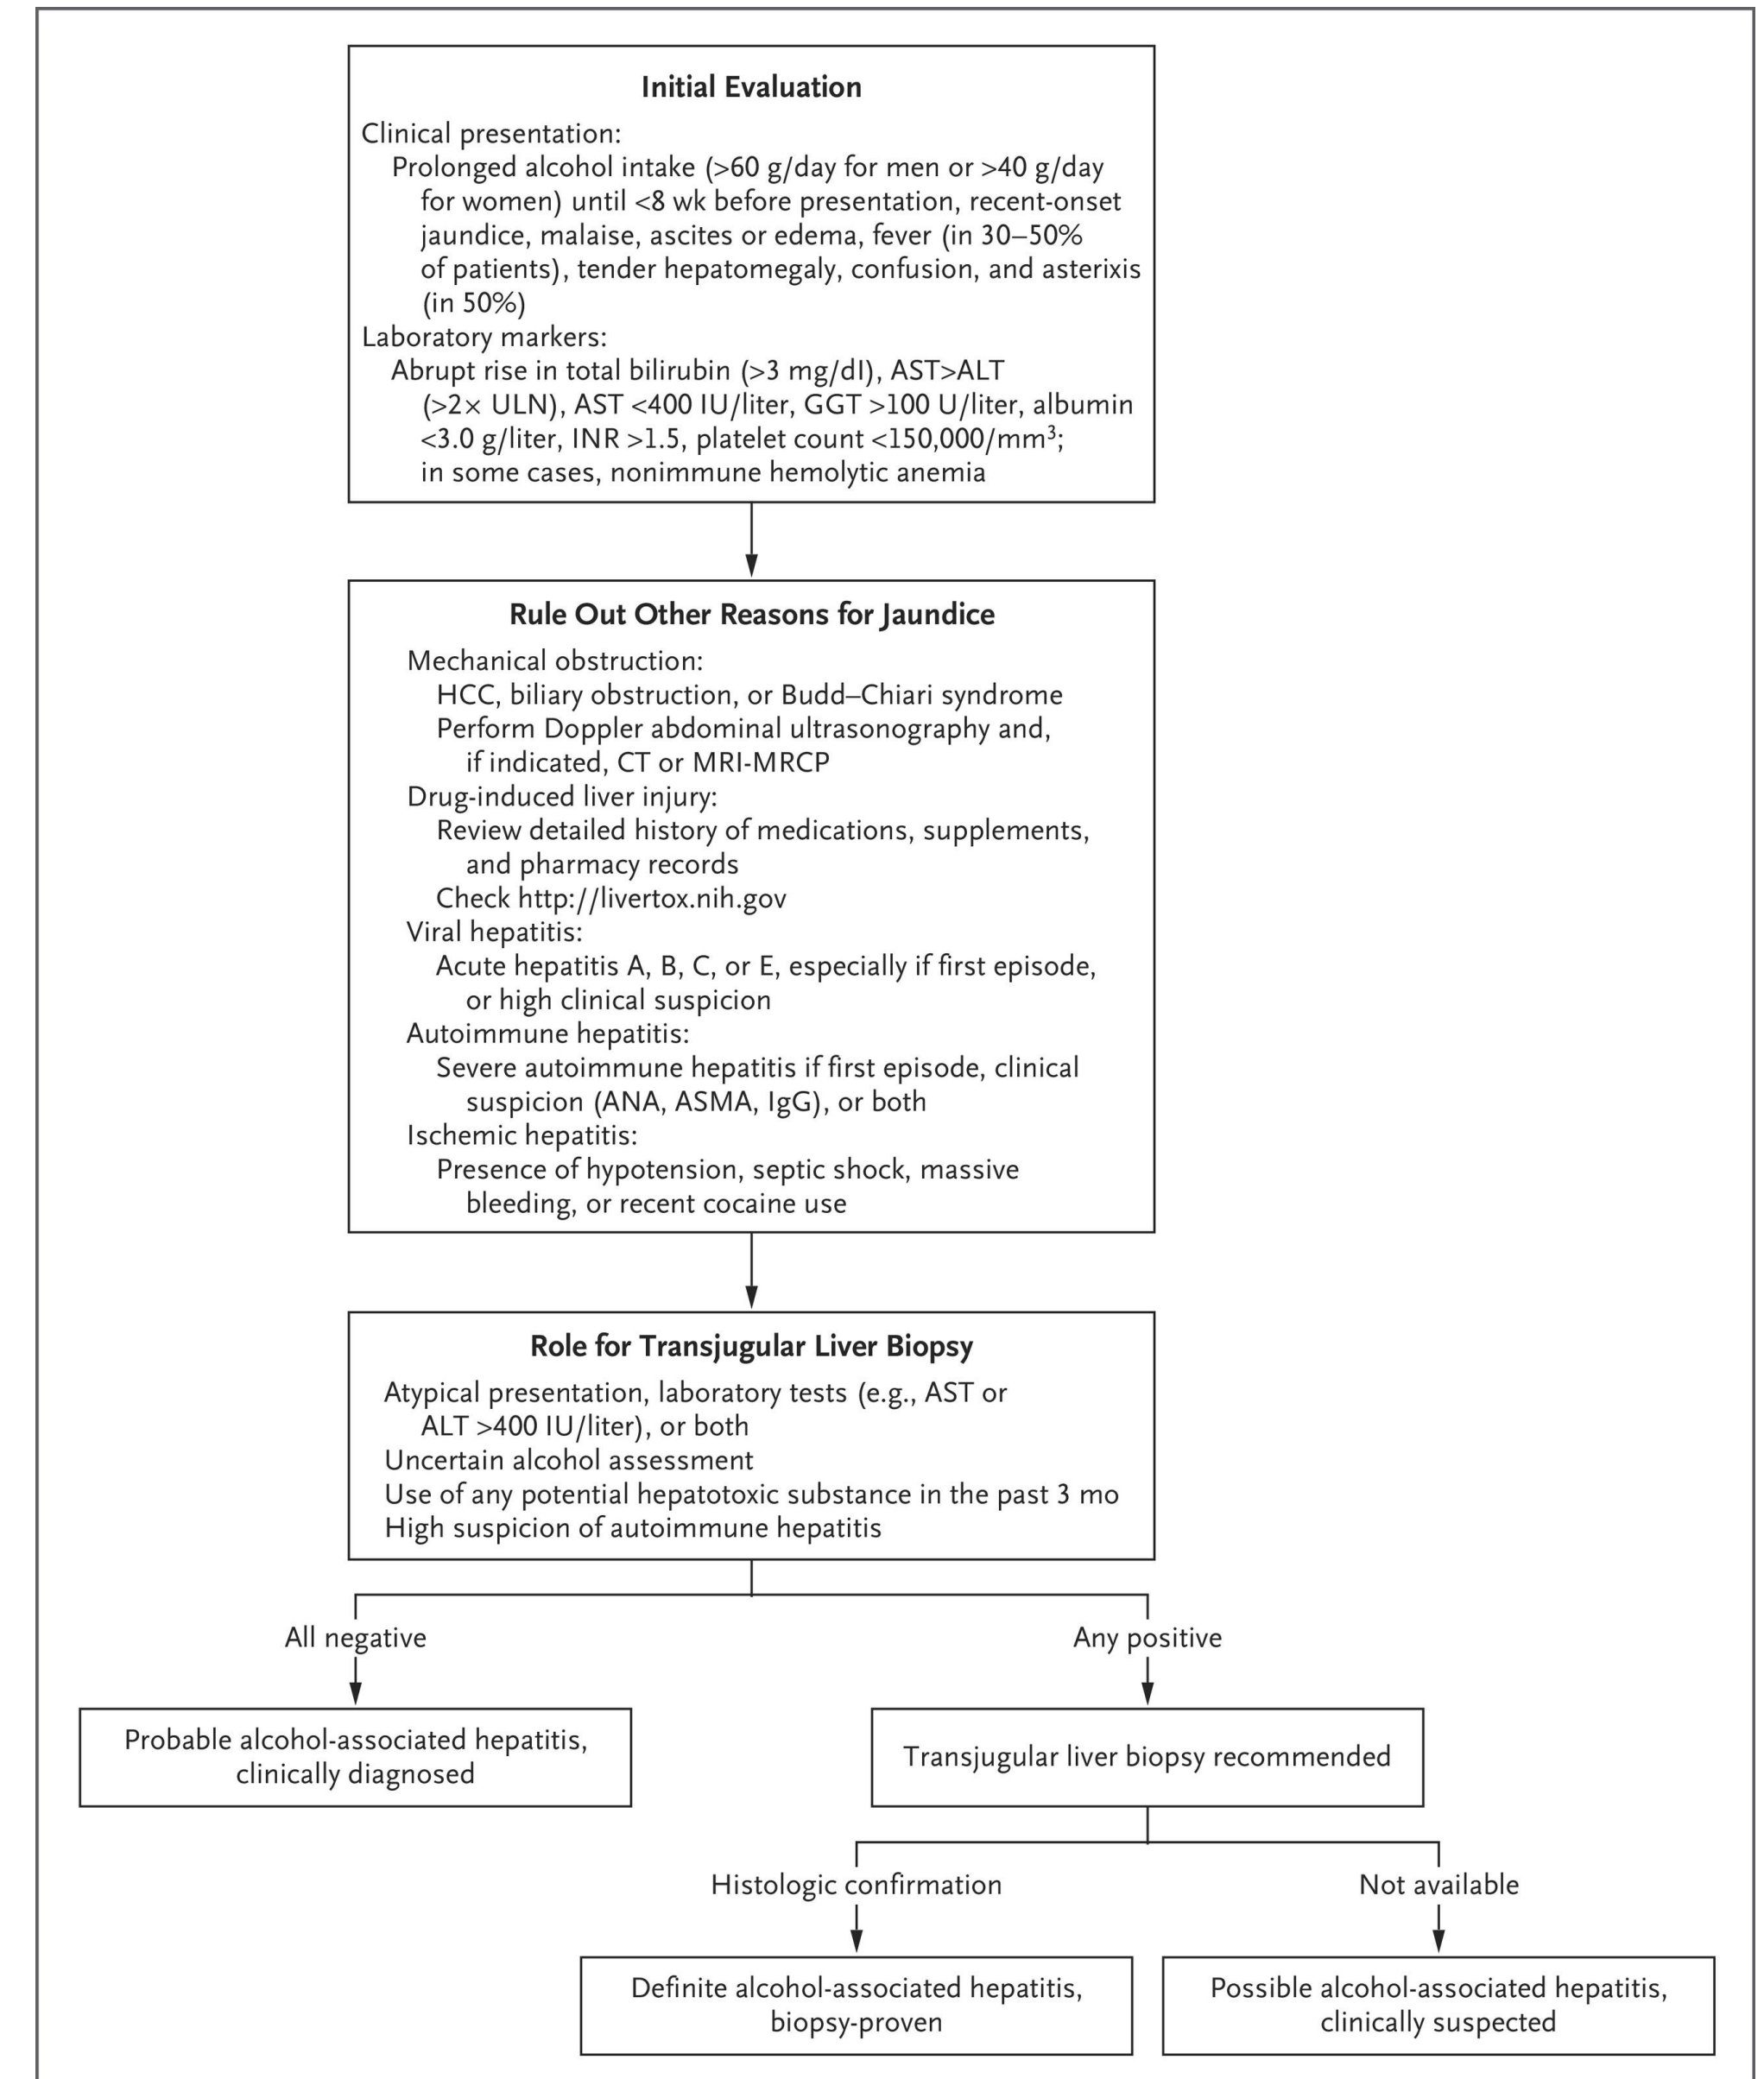 Initial Evaluation
Clinical presentation:
Prolonged alcohol intake (>60 g/day for men or >40 g/day
for women) until <8 wk before presentation, recent-onset
jaundice, malaise, ascites or edema, fever (in 30–50%
of patients), tender hepatomegaly, confusion, and asterixis
(in 50%)
Laboratory markers:
Abrupt rise in total bilirubin (>3 mg/dl), AST>ALT
(>2× ULN), AST <400 IU/liter, GGT >100 U/liter, albumin
<3.0 g/liter, INR >1.5, platelet count <150,000/mm³;
in some cases, nonimmune hemolytic anemia
Rule Out Other Reasons for Jaundice
Mechanical obstruction:
HCC, biliary obstruction, or Budd–Chiari syndrome
Perform Doppler abdominal ultrasonography and,
if indicated, CT or MRI-MRCP
Drug-induced liver injury:
Review detailed history of medications, supplements,
and pharmacy records
Check http://livertox.nih.gov
Viral hepatitis:
Acute hepatitis A, B, C, or E, especially if first episode,
or high clinical suspicion
Autoimmune hepatitis:
Severe autoimmune hepatitis if first episode, clinical
suspicion (ANA, ASMA, IgG), or both
Ischemic hepatitis:
Presence of hypotension, septic shock, massive
bleeding, or recent cocaine use
Role for Transjugular Liver Biopsy
Atypical presentation, laboratory tests (e.g., AST or
ALT >400 IU/liter), or both
Uncertain alcohol assessment
Use of any potential hepatotoxic substance in the past 3 mo
High suspicion of autoimmune hepatitis
All negative
Any positive
Probable alcohol-associated hepatitis,
clinically diagnosed
Transjugular liver biopsy recommended
Histologic confirmation
Not available
Definite alcohol-associated hepatitis,
biopsy-proven
Possible alcohol-associated hepatitis,
clinically suspected